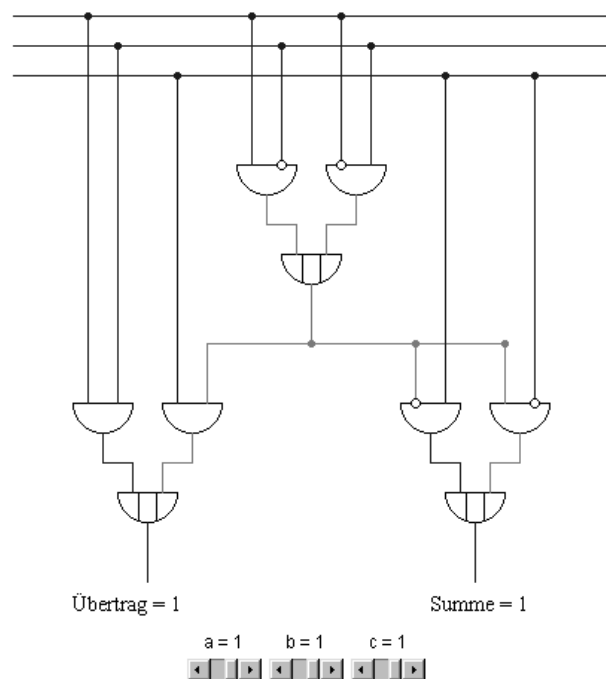 Übertrag = 1 Summe = 1
a = 1 b = 1 c = 1